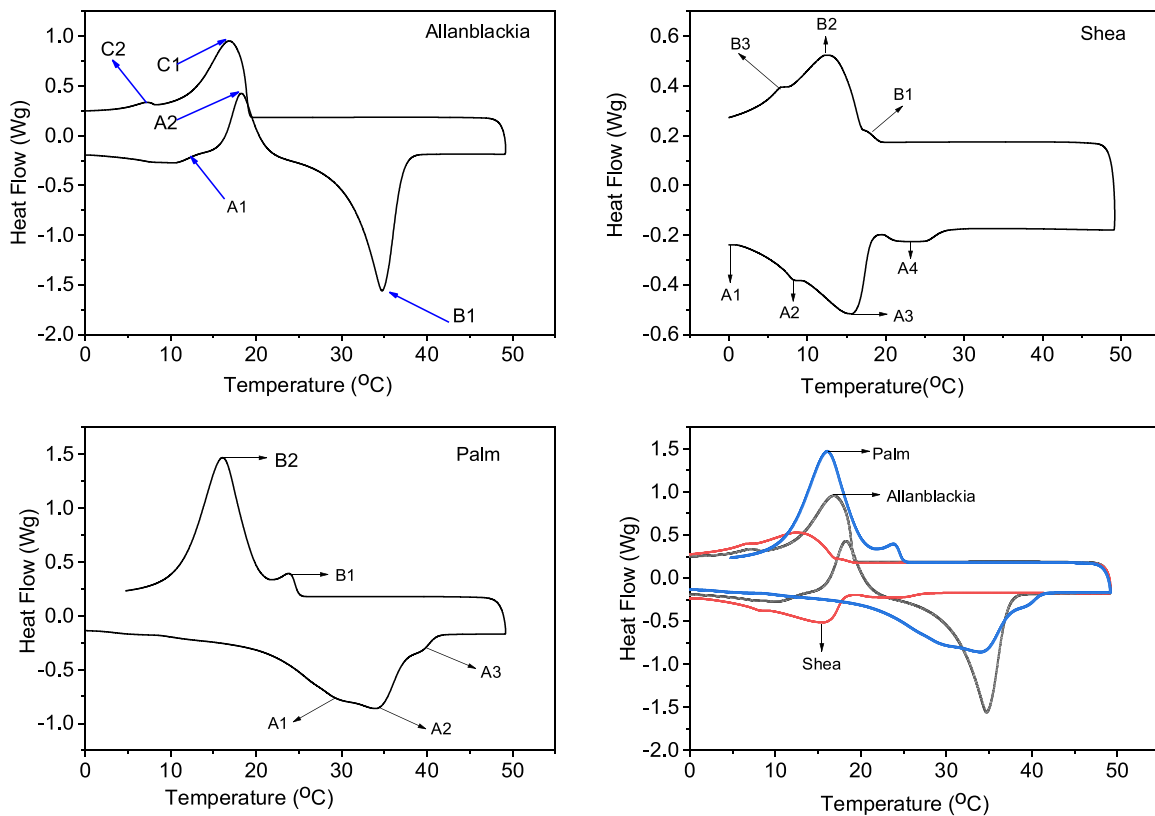 Allanblackia
C2
C1
A2
A1
B1
1.0
0.5
0.0
-0.5
-1.0
-1.5
-2.0
Heat Flow (Wg)
0 10 20 30 40 50
Temperature (OC)
Shea
B3
B2
B1
A1
A2
A3
A4
0.6
0.4
0.2
0.0
-0.2
-0.4
-0.6
Heat Flow (Wg)
0 10 20 30 40 50
Temperature(OC)
Palm
B2
B1
A1
A2
A3
1.5
1.0
0.5
0.0
-0.5
-1.0
Heat Flow (Wg)
0 10 20 30 40 50
Temperature (OC)
Palm
Allanblackia
Shea
1.5
1.0
0.5
0.0
-0.5
-1.0
-1.5
-2.0
Heat Flow (Wg)
0 10 20 30 40 50
Temperature (OC)